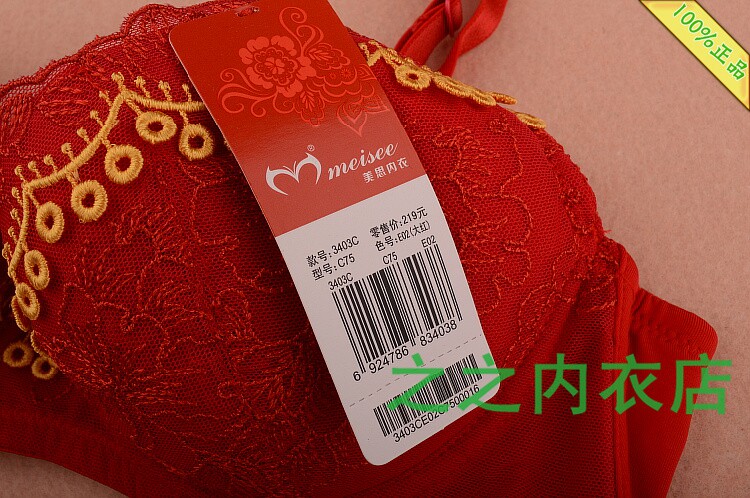 100%正品
meisee
®
美思内衣
款号:3403C 零售价:219元
型号:C75 色号:E02(大红)
3403C C75 E02
6 924786 834038
3403CE02C7500016
之之内衣店